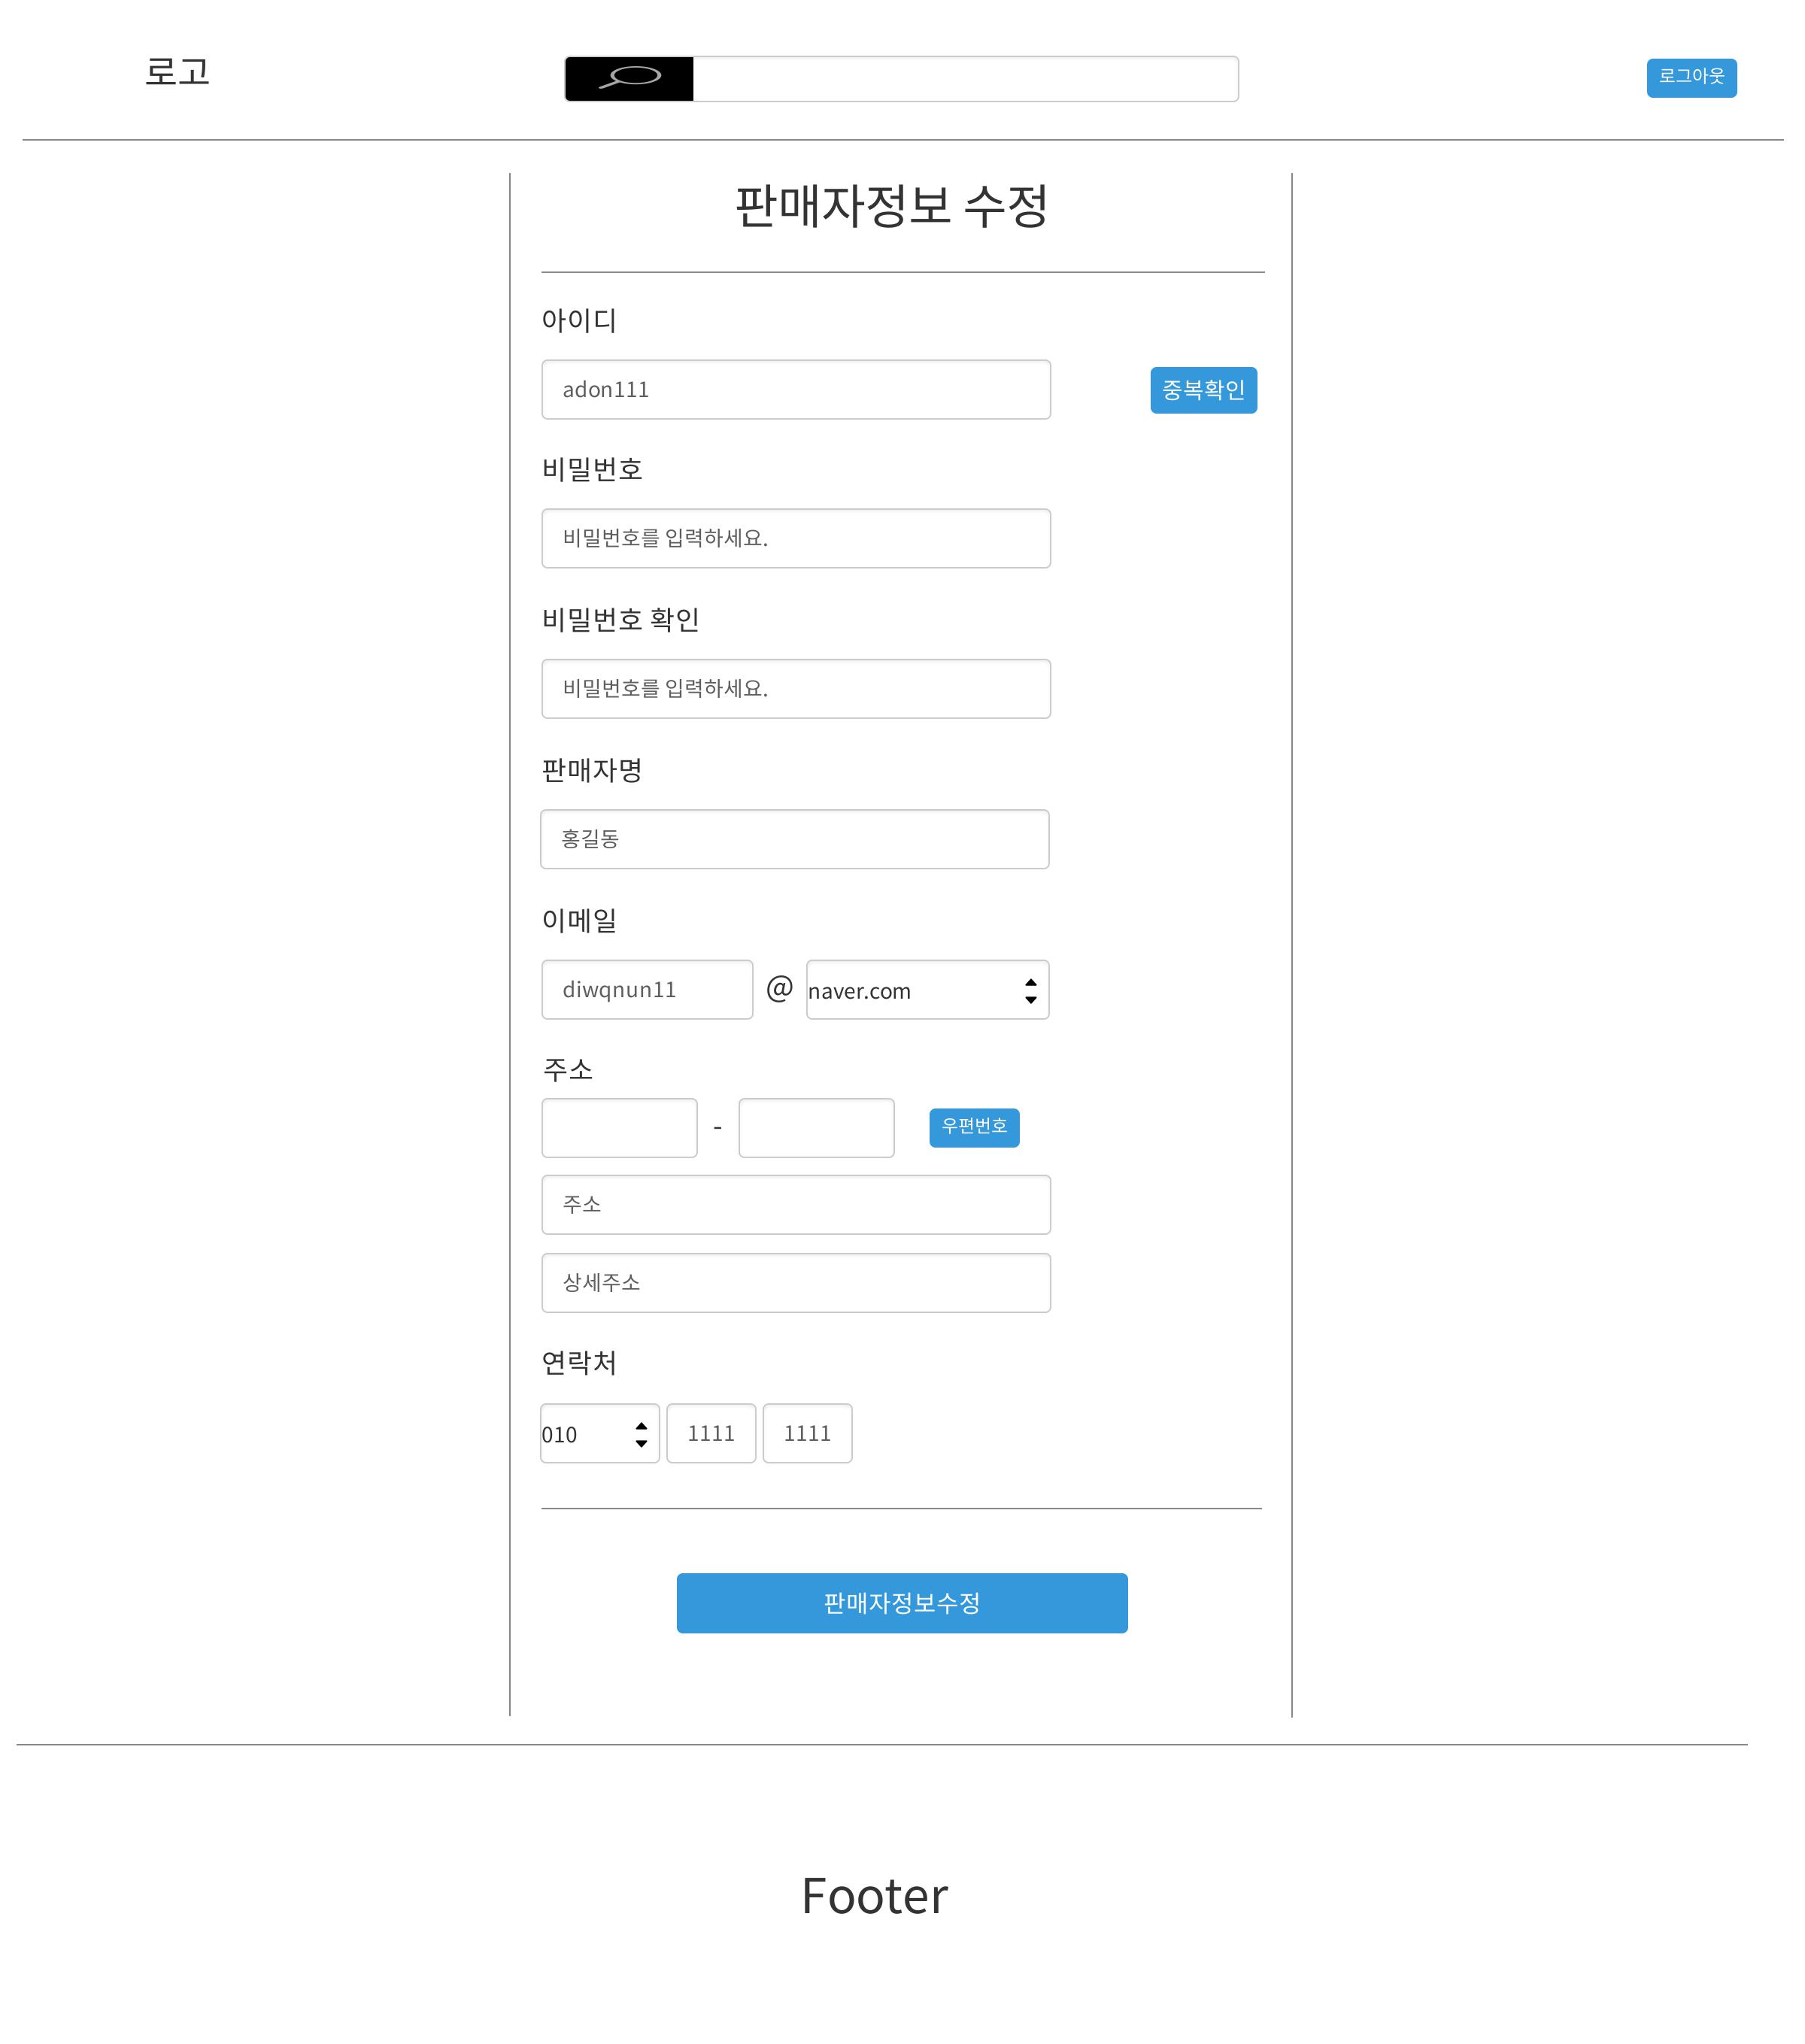 로고
로그아웃
판매자정보 수정
아이디
adon111
중복확인
비밀번호
비밀번호를 입력하세요.
비밀번호 확인
비밀번호를 입력하세요.
판매자명
홍길동
이메일
diwqnun11 @ naver.com
주소
- 우편번호
주소
상세주소
연락처
010 1111 1111
판매자정보수정
Footer